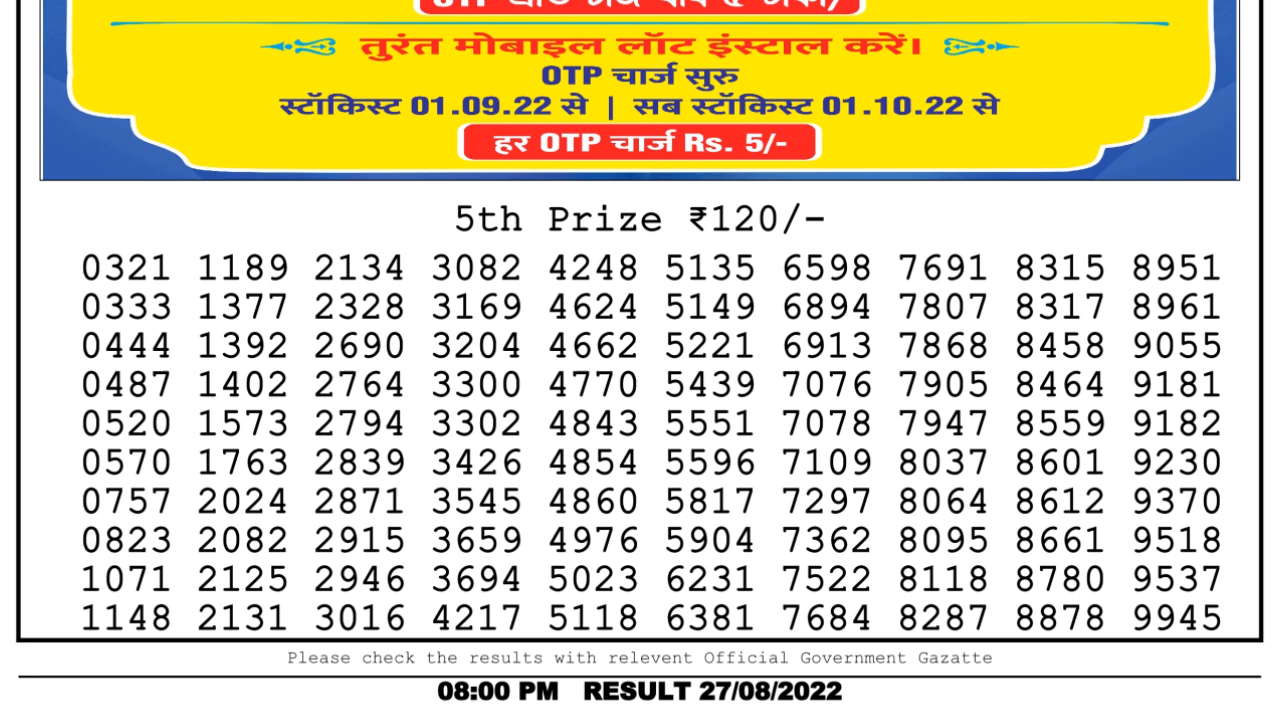 OTP
तुरंत मोबाइल लॉट इंस्टाल करें।
OTP चार्ज सुरु
स्टॉकिस्ट 01.09.22 से | सब स्टॉकिस्ट 01.10.22 से
हर OTP चार्ज Rs. 5/-
5th Prize ₹120/-
0321 1189 2134 3082 4248 5135 6598 7691 8315 8951
0333 1377 2328 3169 4624 5149 6894 7807 8317 8961
0444 1392 2690 3204 4662 5221 6913 7868 8458 9055
0487 1402 2764 3300 4770 5439 7076 7905 8464 9181
0520 1573 2794 3302 4843 5551 7078 7947 8559 9182
0570 1763 2839 3426 4854 5596 7109 8037 8601 9230
0757 2024 2871 3545 4860 5817 7297 8064 8612 9370
0823 2082 2915 3659 4976 5904 7362 8095 8661 9518
1071 2125 2946 3694 5023 6231 7522 8118 8780 9537
1148 2131 3016 4217 5118 6381 7684 8287 8878 9945
Please check the results with relevent Official Government Gazatte
08:00 PM RESULT 27/08/2022